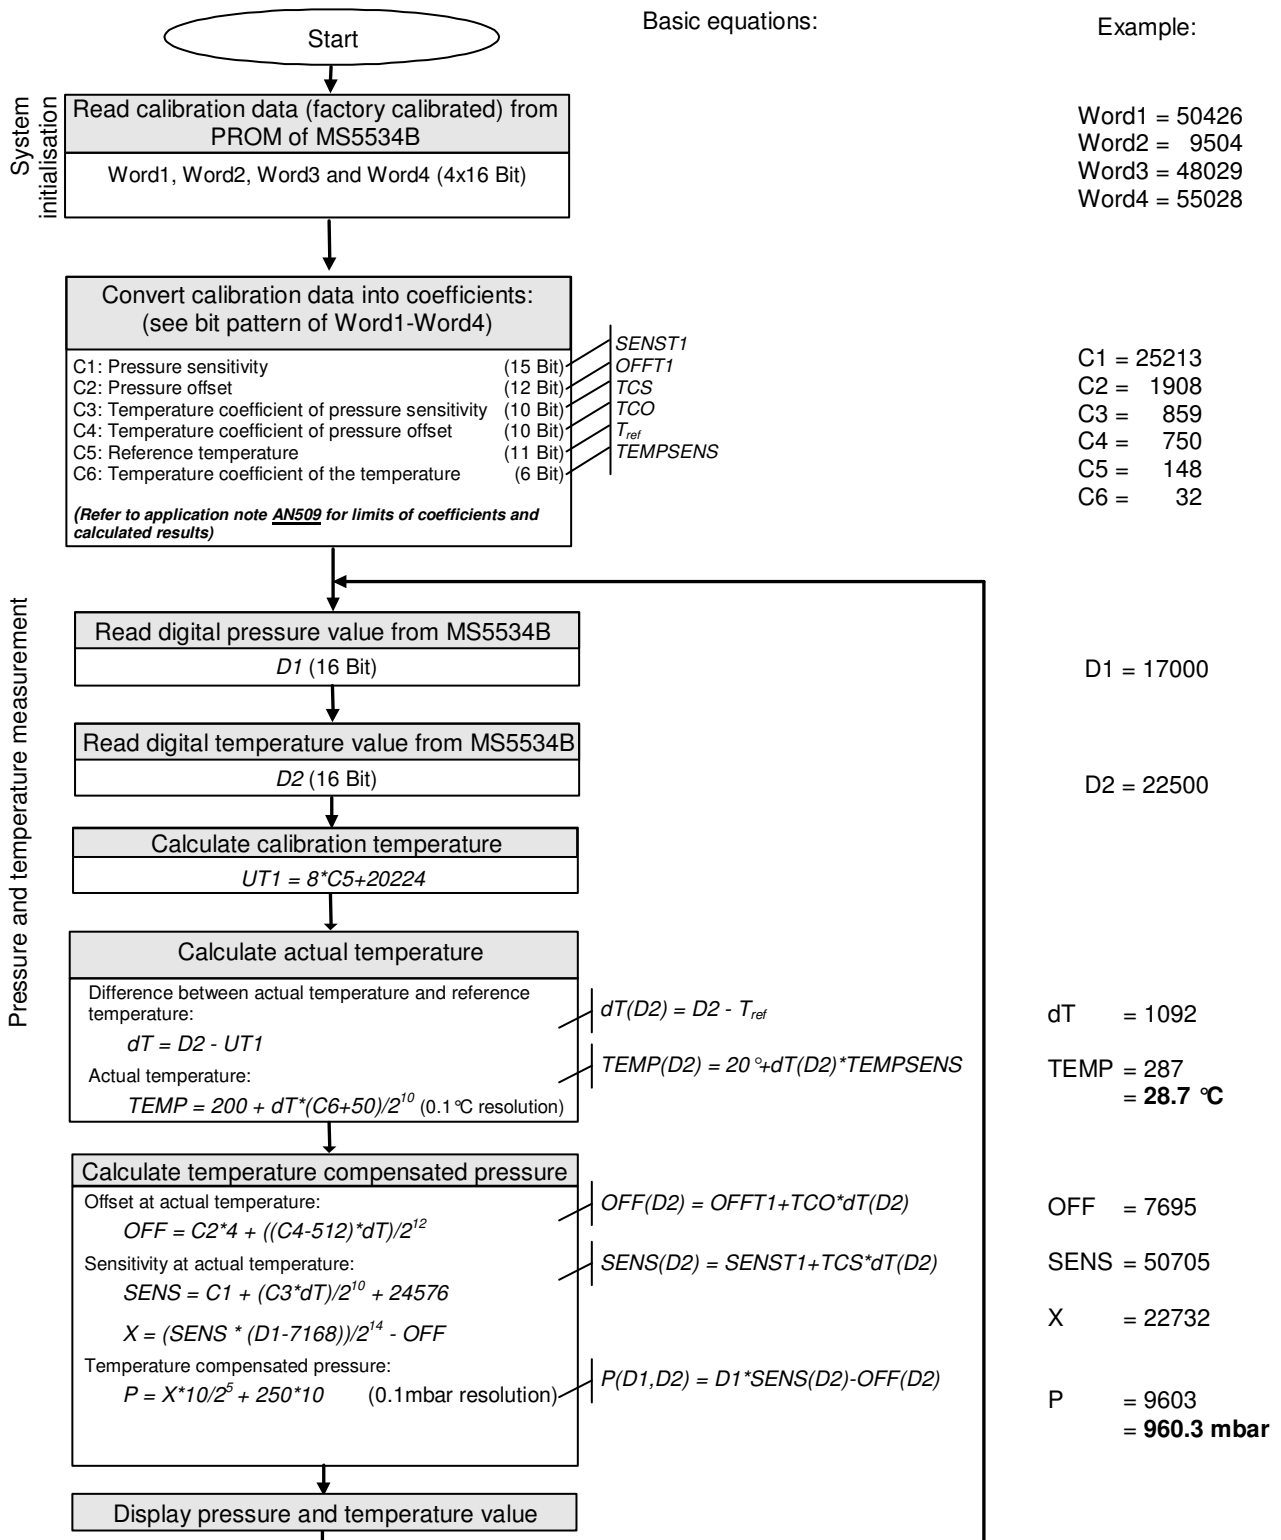 Basic equations:
Example:
Start
System
initialisation
Read calibration data (factory calibrated) from
PROM of MS5534B
Word1, Word2, Word3 and Word4 (4x16 Bit)
Word1 = 50426
Word2 = 9504
Word3 = 48029
Word4 = 55028
Convert calibration data into coefficients:
(see bit pattern of Word1-Word4)
C1: Pressure sensitivity (15 Bit) SENST1
C2: Pressure offset (12 Bit) OFFT1
C3: Temperature coefficient of pressure sensitivity (10 Bit) TCS
C4: Temperature coefficient of pressure offset (10 Bit) TCO
C5: Reference temperature (11 Bit) Tref
C6: Temperature coefficient of the temperature (6 Bit) TEMPSENS
(Refer to application note AN509 for limits of coefficients and
calculated results)
C1 = 25213
C2 = 1908
C3 = 859
C4 = 750
C5 = 148
C6 = 32
Pressure and temperature measurement
Read digital pressure value from MS5534B
D1 (16 Bit)
D1 = 17000
Read digital temperature value from MS5534B
D2 (16 Bit)
D2 = 22500
Calculate calibration temperature
UT1 = 8*C5+20224
Calculate actual temperature
Difference between actual temperature and reference
temperature:
dT = D2 - UT1
dT(D2) = D2 - Tref
dT = 1092
Actual temperature:
TEMP = 200 + dT*(C6+50)/2¹⁰ (0.1°C resolution)
TEMP(D2) = 20°+dT(D2)*TEMPSENS
TEMP = 287
= 28.7 °C
Calculate temperature compensated pressure
Offset at actual temperature:
OFF = C2*4 + ((C4-512)*dT)/2¹²
OFF(D2) = OFFT1+TCO*dT(D2)
OFF = 7695
Sensitivity at actual temperature:
SENS = C1 + (C3*dT)/2¹⁰ + 24576
SENS(D2) = SENST1+TCS*dT(D2)
SENS = 50705
X = (SENS * (D1-7168))/2¹⁴ - OFF
X = 22732
Temperature compensated pressure:
P = X*10/2⁵ + 250*10 (0.1mbar resolution)
P(D1,D2) = D1*SENS(D2)-OFF(D2)
P = 9603
= 960.3 mbar
Display pressure and temperature value